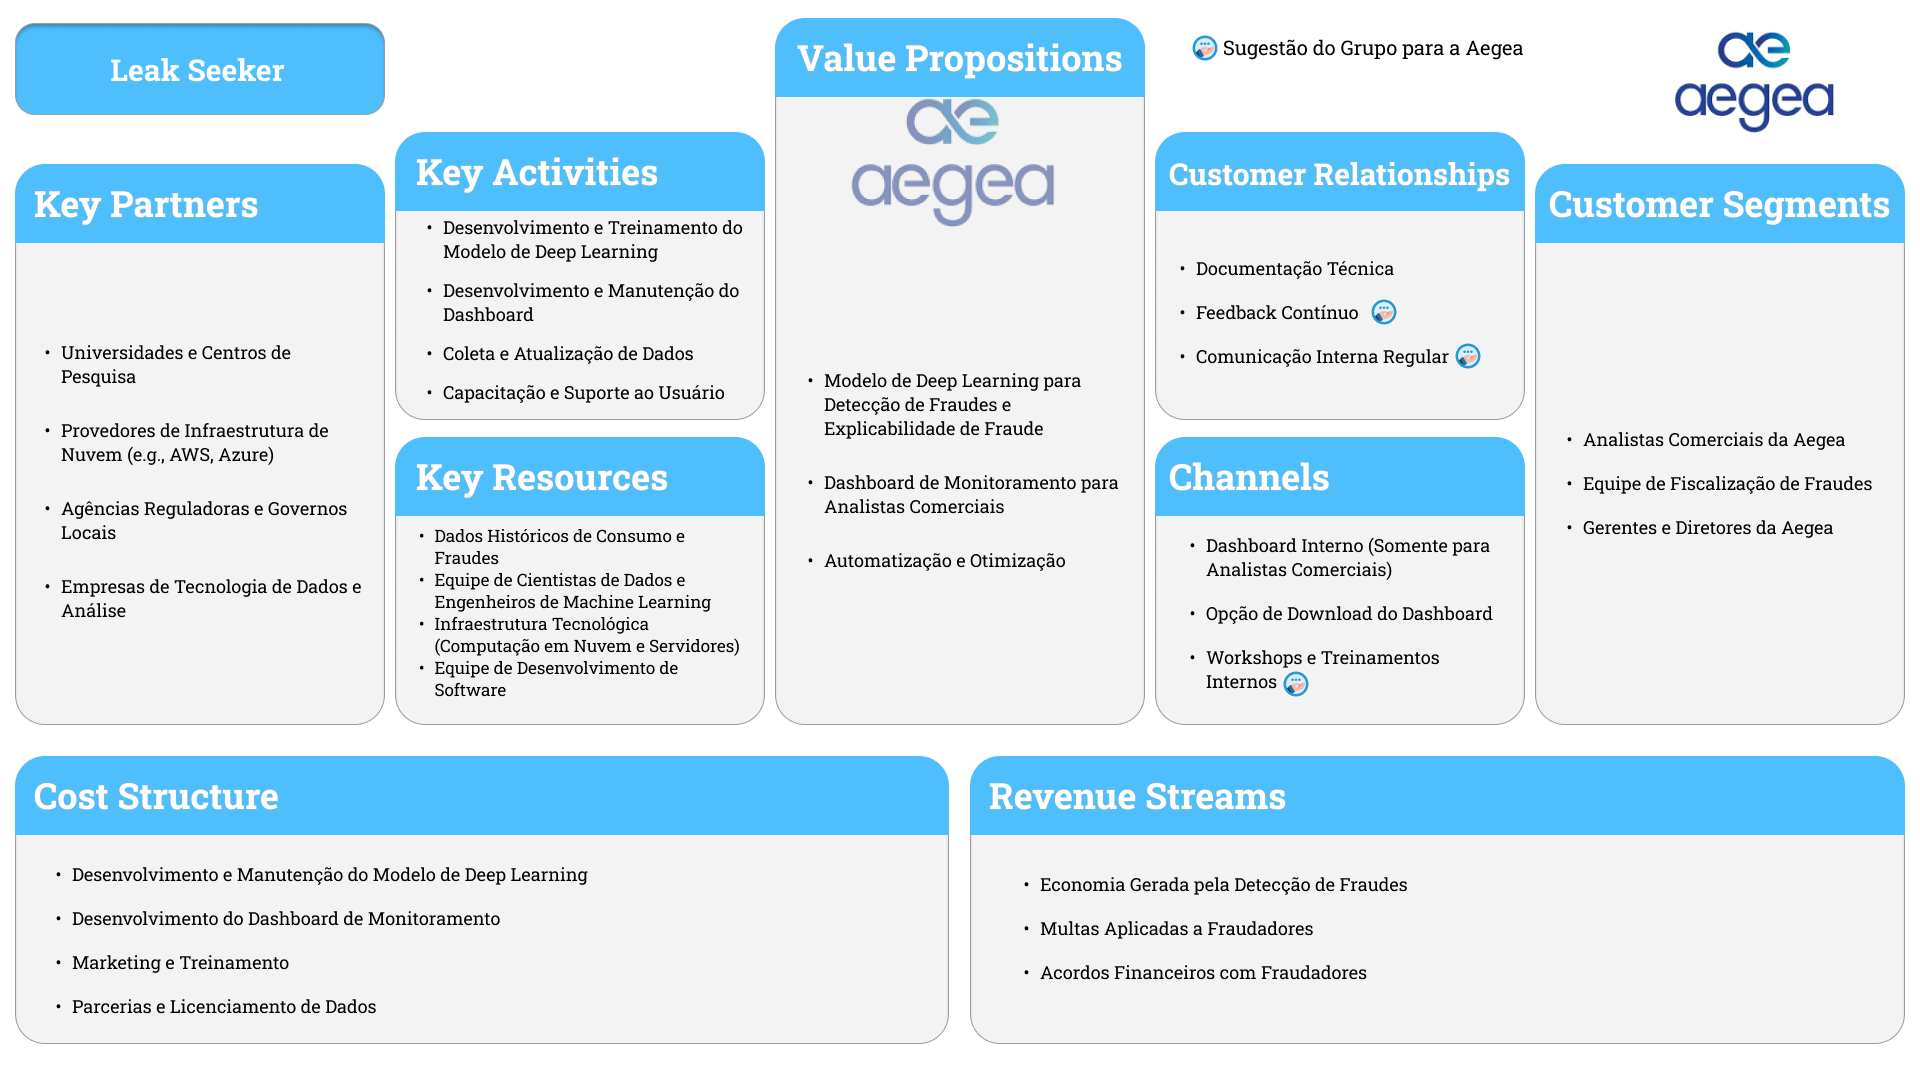 Leak Seeker
Sugestão do Grupo para a Aegea
ae
aegea
Key Partners
• Universidades e Centros de
Pesquisa
• Provedores de Infraestrutura de
Nuvem (e.g., AWS, Azure)
• Agências Reguladoras e Governos
Locais
• Empresas de Tecnologia de Dados e
Análise
Key Activities
• Desenvolvimento e Treinamento do
Modelo de Deep Learning
• Desenvolvimento e Manutenção do
Dashboard
• Coleta e Atualização de Dados
• Capacitação e Suporte ao Usuário
Key Resources
• Dados Históricos de Consumo e
Fraudes
• Equipe de Cientistas de Dados e
Engenheiros de Machine Learning
• Infraestrutura Tecnológica
(Computação em Nuvem e Servidores)
• Equipe de Desenvolvimento de
Software
Value Propositions
ae
aegea
• Modelo de Deep Learning para
Detecção de Fraudes e
Explicabilidade de Fraude
• Dashboard de Monitoramento para
Analistas Comerciais
• Automatização e Otimização
Customer Relationships
• Documentação Técnica
• Feedback Contínuo
• Comunicação Interna Regular
Channels
• Dashboard Interno (Somente para
Analistas Comerciais)
• Opção de Download do Dashboard
• Workshops e Treinamentos
Internos
Customer Segments
• Analistas Comerciais da Aegea
• Equipe de Fiscalização de Fraudes
• Gerentes e Diretores da Aegea
Cost Structure
• Desenvolvimento e Manutenção do Modelo de Deep Learning
• Desenvolvimento do Dashboard de Monitoramento
• Marketing e Treinamento
• Parcerias e Licenciamento de Dados
Revenue Streams
• Economia Gerada pela Detecção de Fraudes
• Multas Aplicadas a Fraudadores
• Acordos Financeiros com Fraudadores